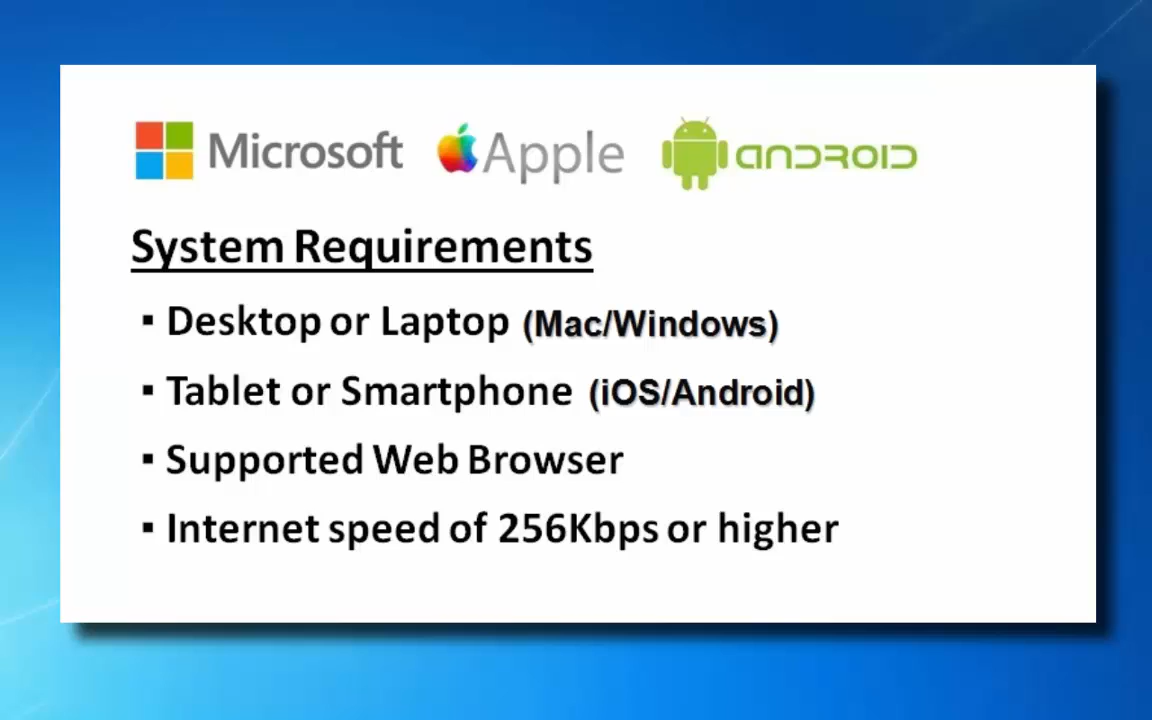 Microsoft Apple ANDROID
System Requirements
▪ Desktop or Laptop (Mac/Windows)
▪ Tablet or Smartphone (iOS/Android)
▪ Supported Web Browser
▪ Internet speed of 256Kbps or higher